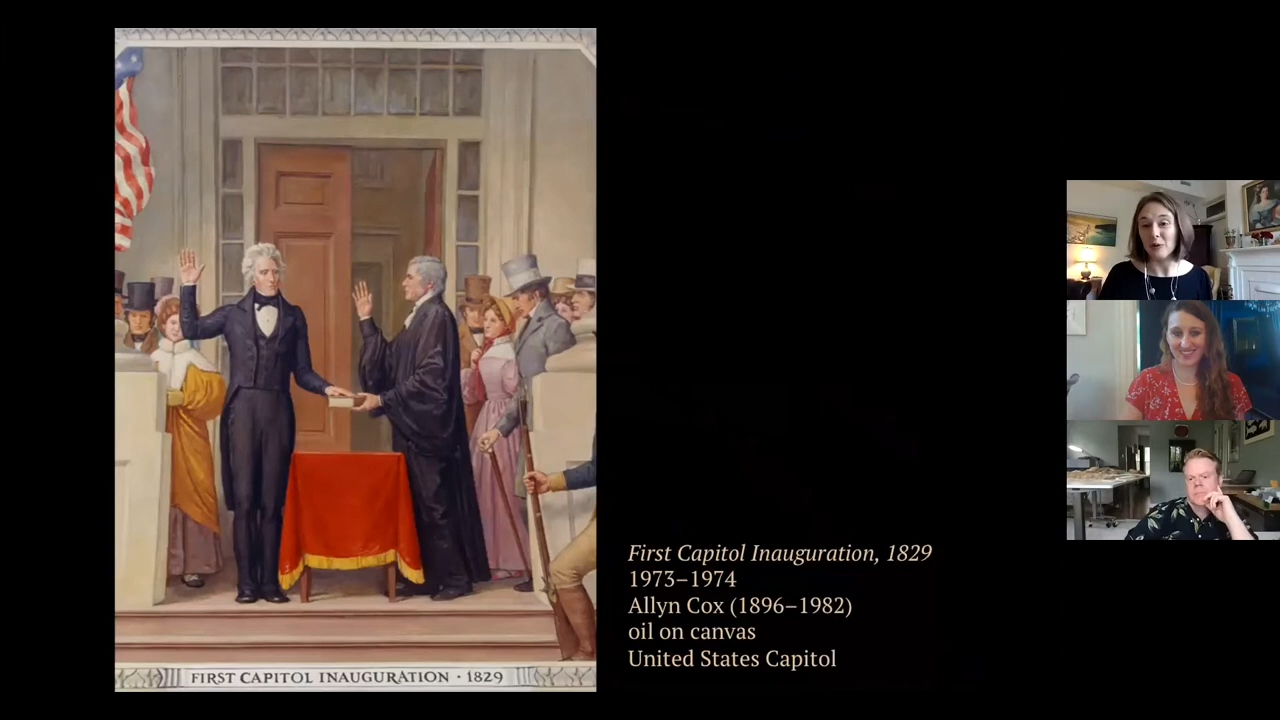 FIRST CAPITOL INAUGURATION · 1829
First Capitol Inauguration, 1829
1973–1974
Allyn Cox (1896–1982)
oil on canvas
United States Capitol